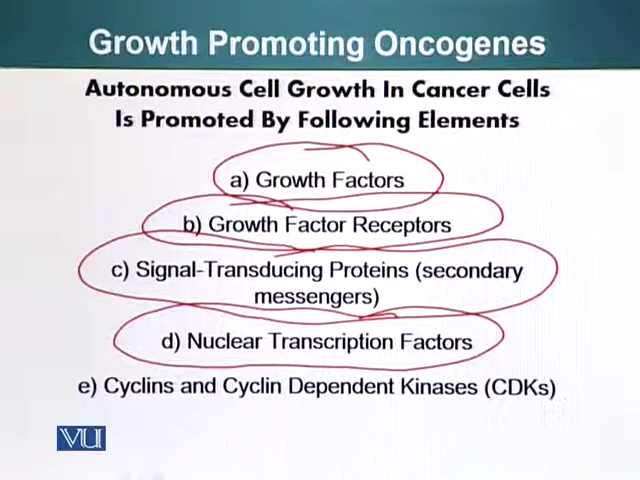 Growth Promoting Oncogenes
Autonomous Cell Growth In Cancer Cells
Is Promoted By Following Elements
a) Growth Factors
b) Growth Factor Receptors
c) Signal-Transducing Proteins (secondary
messengers)
d) Nuclear Transcription Factors
e) Cyclins and Cyclin Dependent Kinases (CDKs)
VU